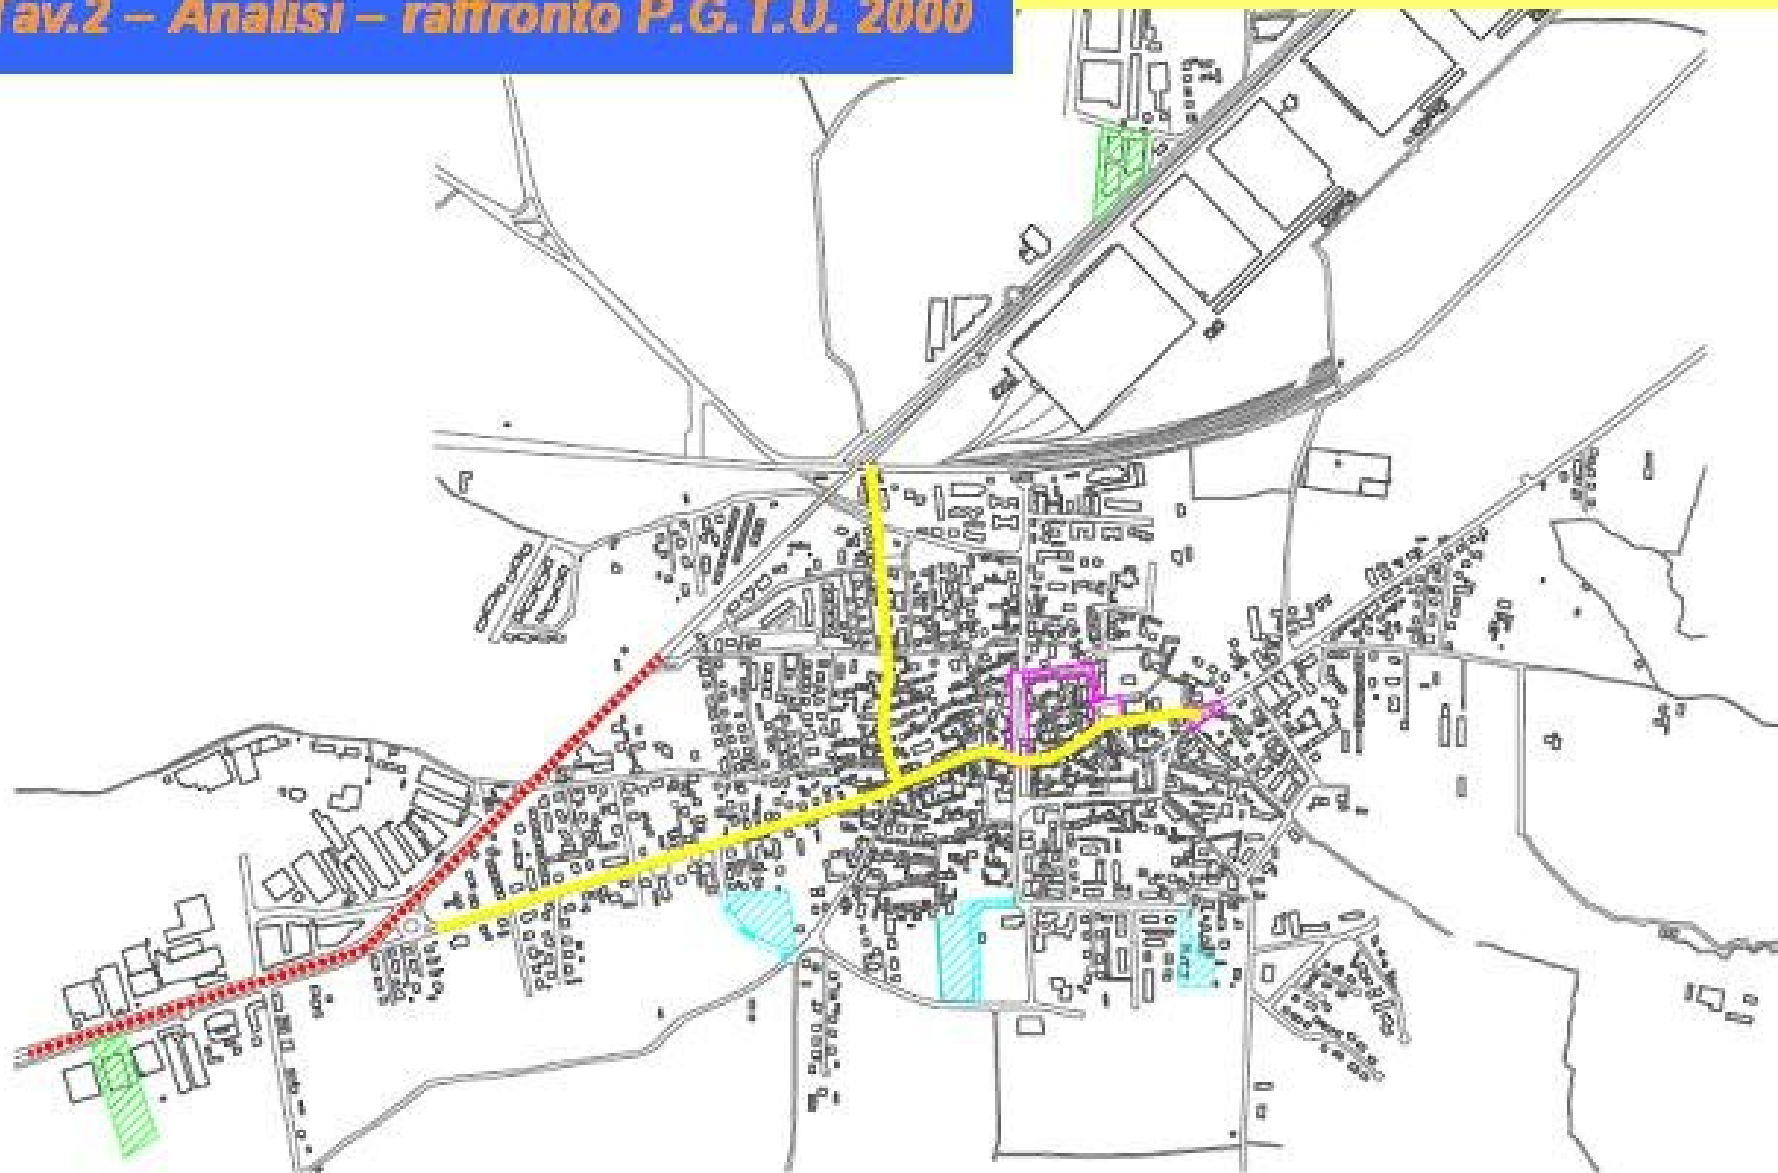 Tav.2 – Analisi – raffronto P.G.T.U. 2000